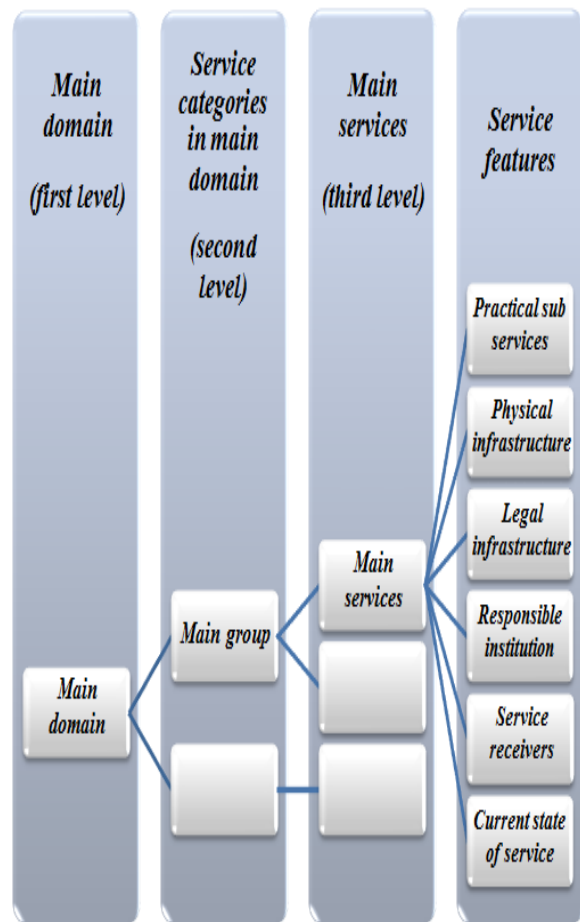 Main
domain
(first level)
Service
categories
in main
domain
(second
level)
Main
services
(third level)
Service
features
Main
domain
Main group
Main
services
Practical sub
services
Physical
infrastructure
Legal
infrastructure
Responsible
institution
Service
receivers
Current state
of service